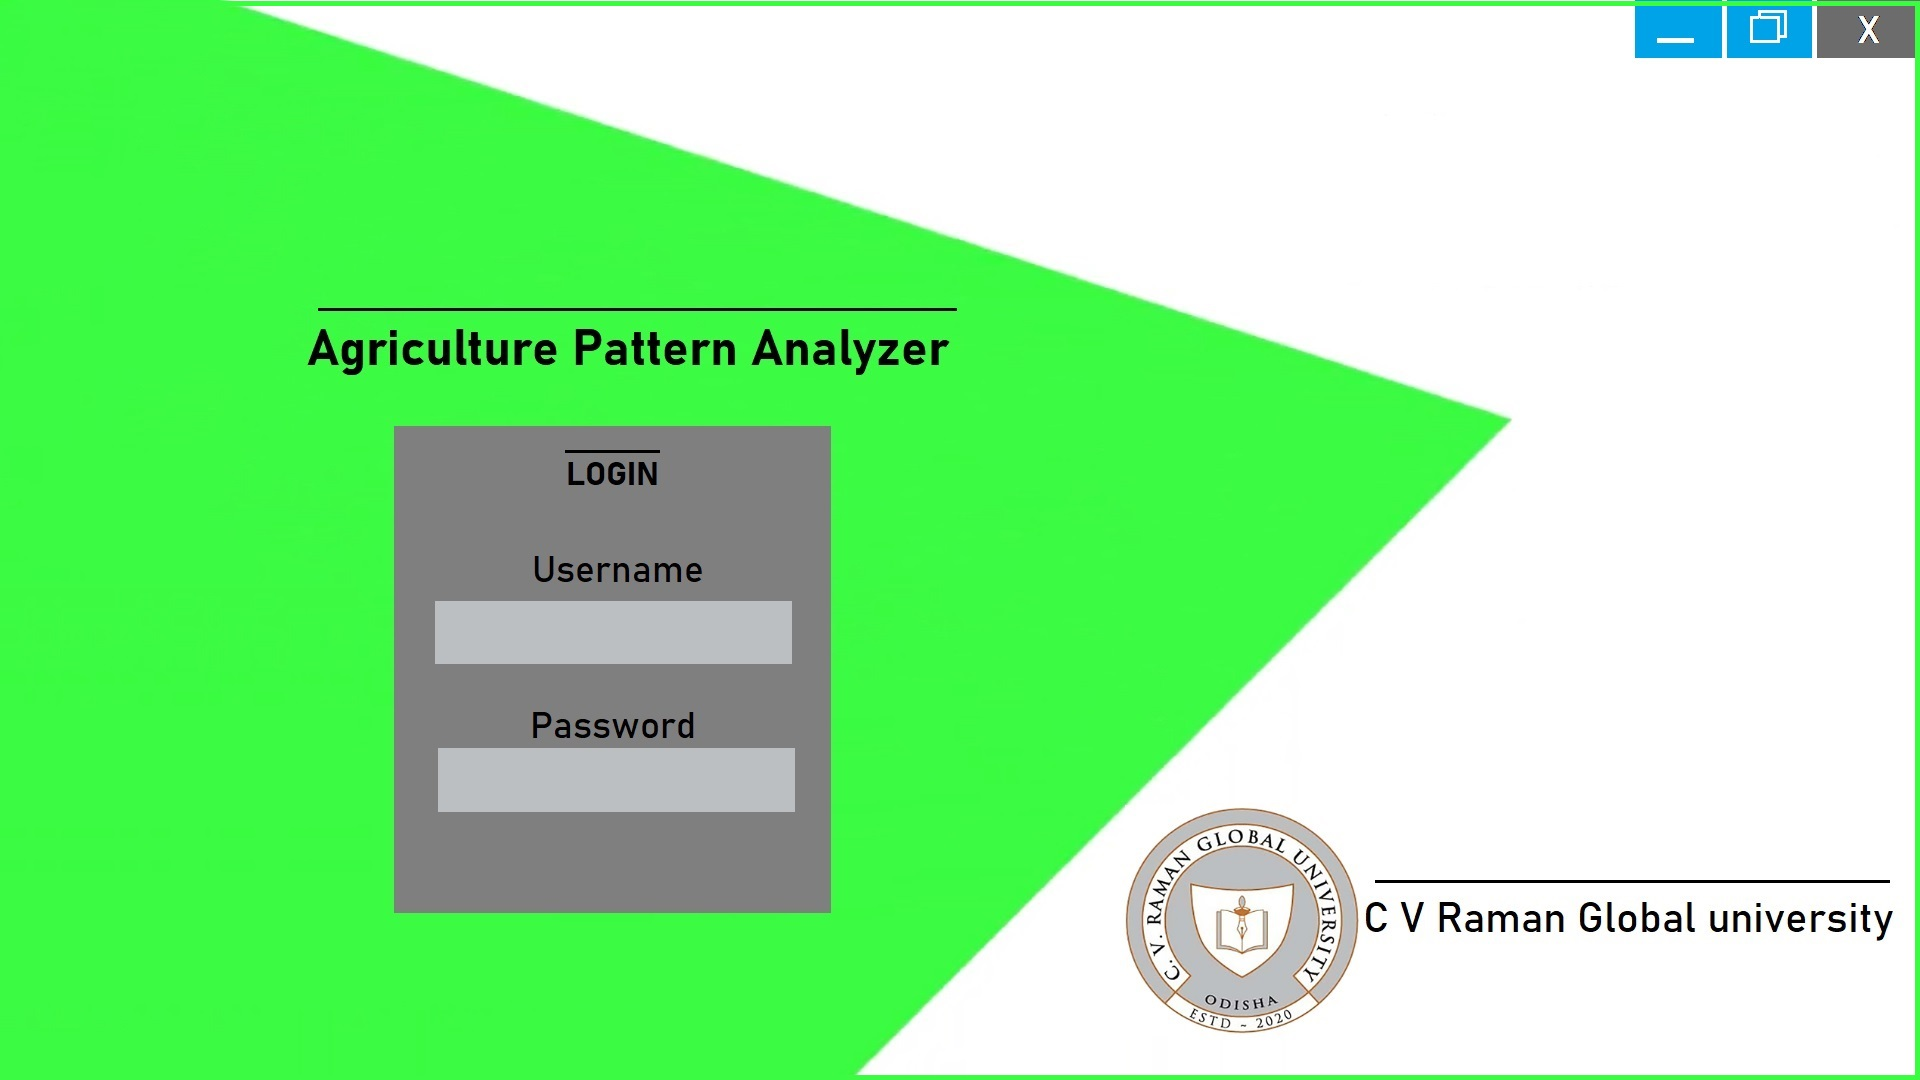 X
Agriculture Pattern Analyzer
LOGIN
Username
Password
C. V. RAMAN GLOBAL UNIVERSITY
ODISHA
ESTD ~ 2020
C V Raman Global university